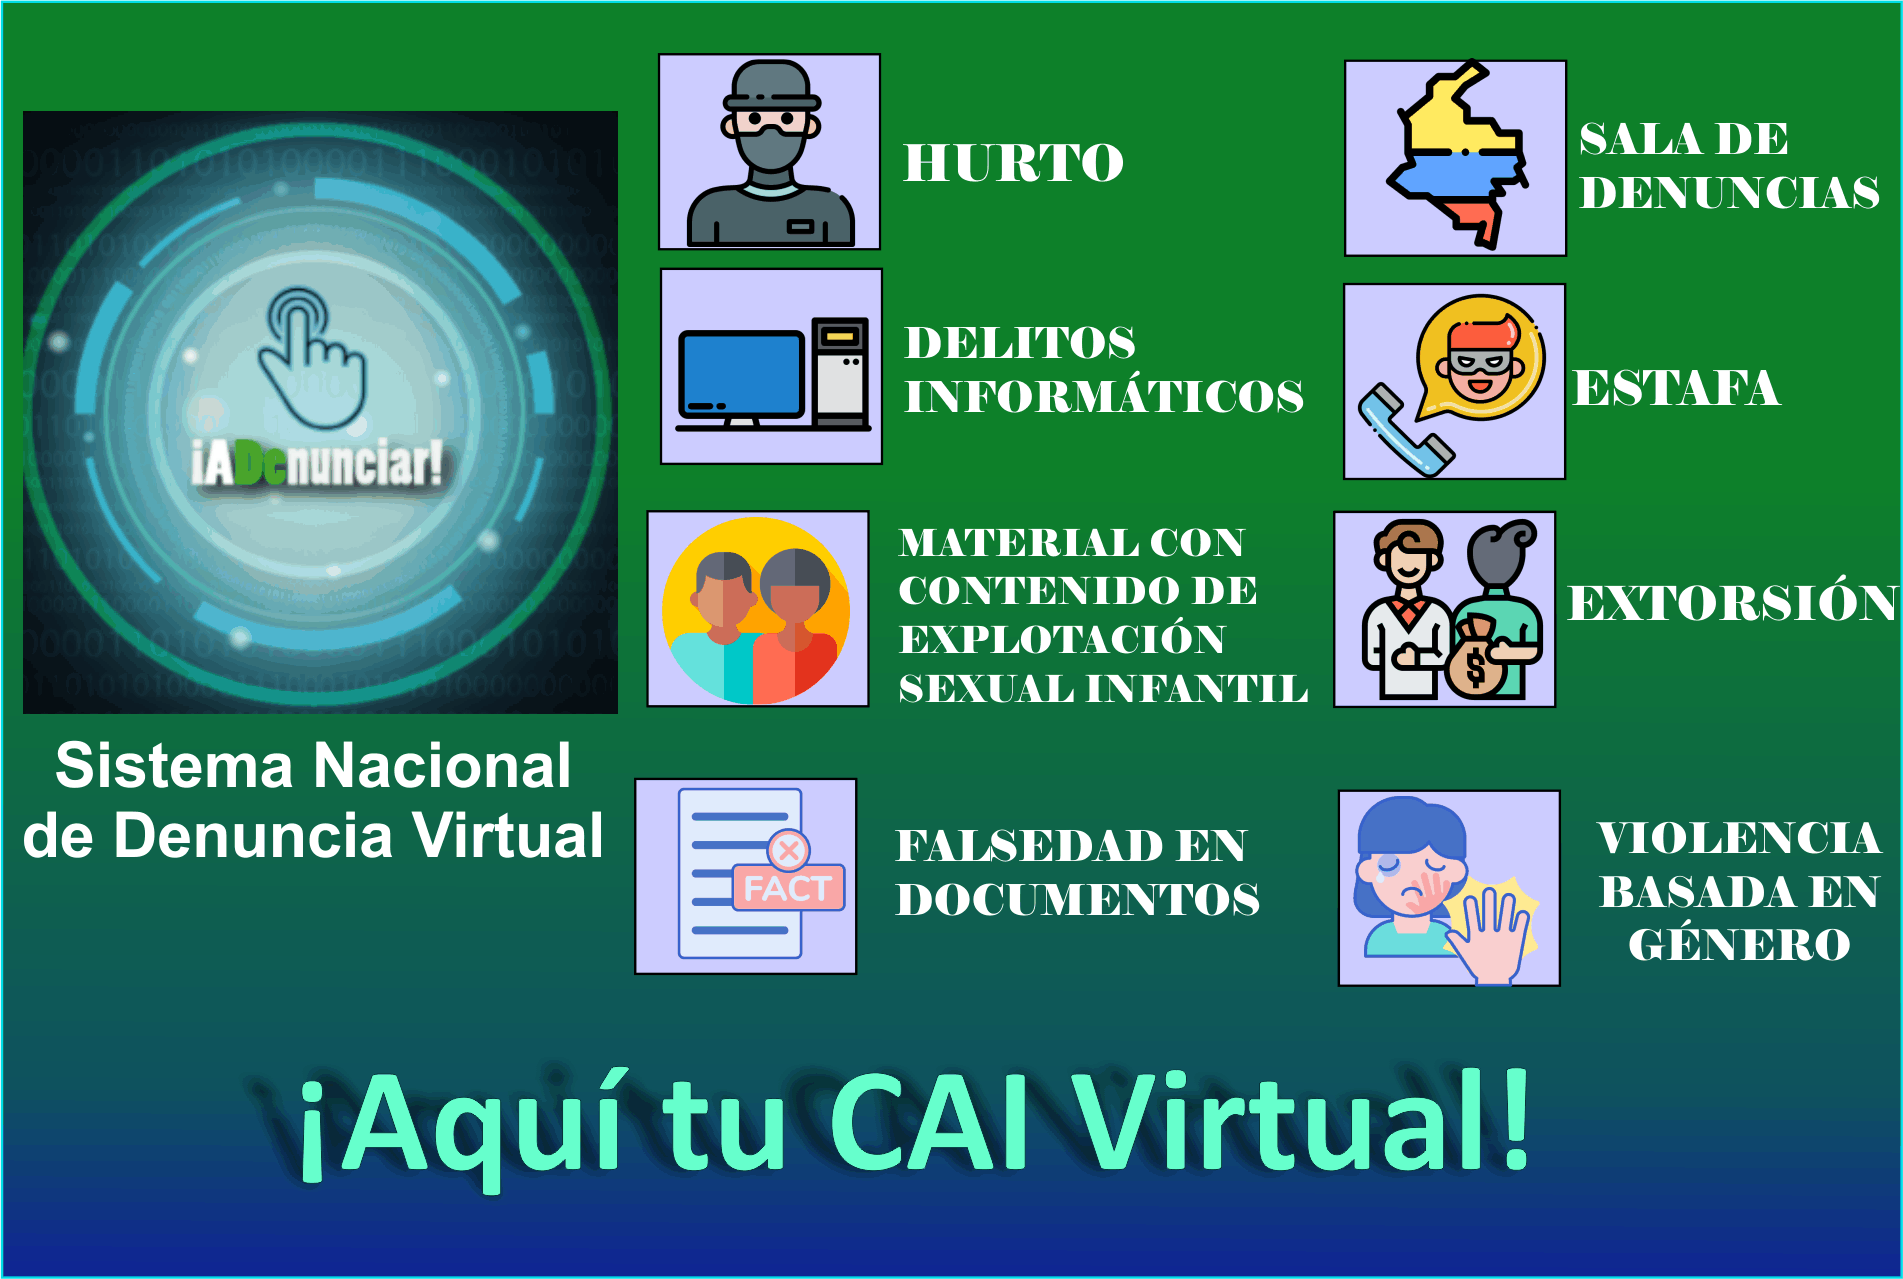 ¡ADenunciar!
Sistema Nacional
de Denuncia Virtual
HURTO
SALA DE
DENUNCIAS
DELITOS
INFORMÁTICOS
ESTAFA
MATERIAL CON
CONTENIDO DE
EXPLOTACIÓN
SEXUAL INFANTIL
$
EXTORSIÓN
FACT
FALSEDAD EN
DOCUMENTOS
VIOLENCIA
BASADA EN
GÉNERO
¡Aquí tu CAI Virtual!